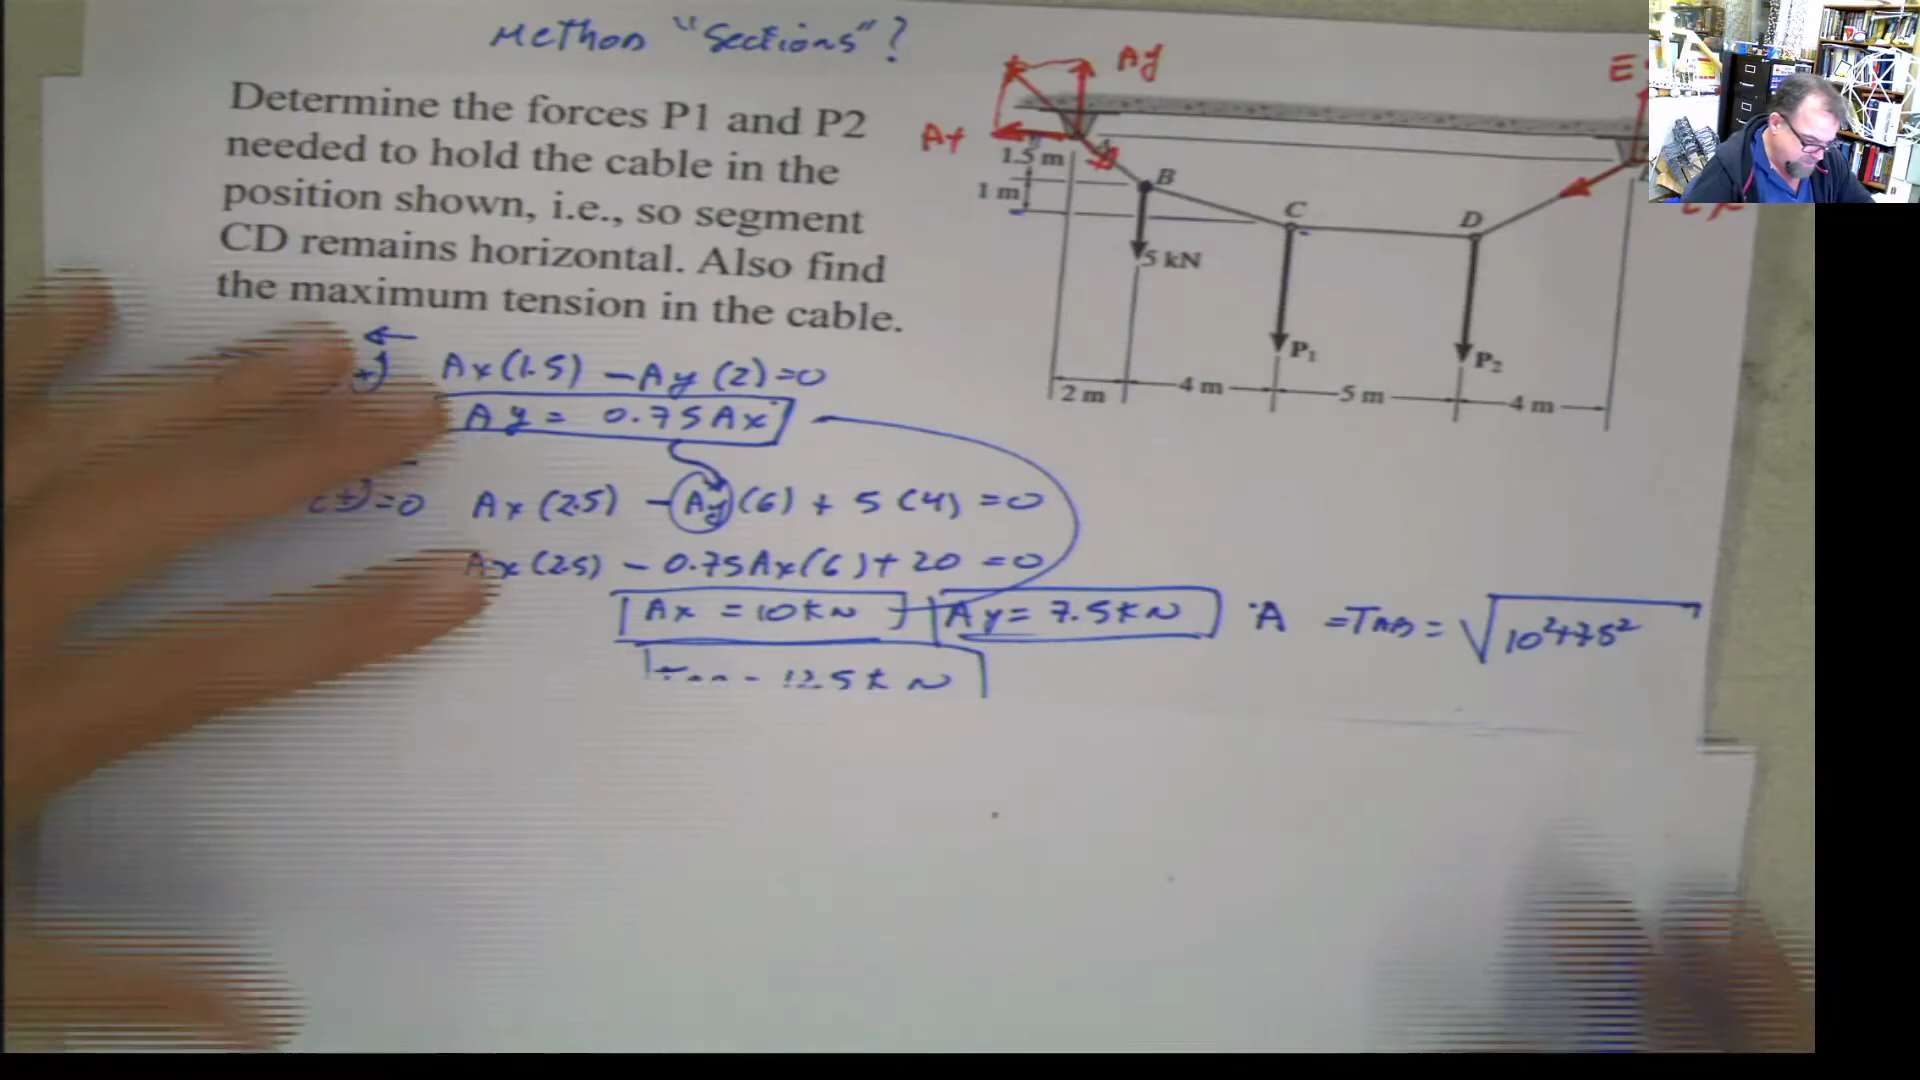 Method "Sections"?
Determine the forces P1 and P2
needed to hold the cable in the
position shown, i.e., so segment
CD remains horizontal. Also find
the maximum tension in the cable.
Ay
Ax
1.5 m
1 m
B
C
D
5 kN
P1
P2
2 m
4 m
5 m
4 m
Ax(1.5) - Ay(2)=0
Ay = 0.75Ax
=0 Ax(2.5) - Ay(6) + 5(4) =0
Ax(2.5) - 0.75Ax(6)+20 =0
Ax = 10kN Ay= 7.5kN A =TAB= √10²+7.5²
12.5kN